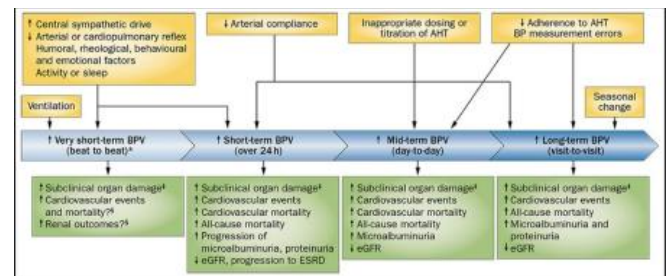 ↑ Central sympathetic drive
↓ Arterial or cardiopulmonary reflex
Humoral, rheological, behavioural
and emotional factors
Activity or sleep
↓ Arterial compliance
Inappropriate dosing or
titration of AHT
↓ Adherence to AHT
BP measurement errors
Ventilation
Seasonal
change
↑ Very short-term BPV
(beat to beat)*
↑ Short-term BPV
(over 24 h)
↑ Mid-term BPV
(day-to-day)
↑ Long-term BPV
(visit-to-visit)
↑ Subclinical organ damage‡
↑ Cardiovascular events
and mortality?§
↑ Renal outcomes?§
↑ Subclinical organ damage‡
↑ Cardiovascular events
↑ Cardiovascular mortality
↑ All-cause mortality
↑ Progression of
microalbuminuria, proteinuria
↓ eGFR, progression to ESRD
↑ Subclinical organ damage‡
↑ Cardiovascular events
↑ Cardiovascular mortality
↑ All-cause mortality
↑ Microalbuminuria
↓ eGFR
↑ Subclinical organ damage‡
↑ Cardiovascular events
↑ All-cause mortality
↑ Microalbuminuria and
proteinuria
↓ eGFR